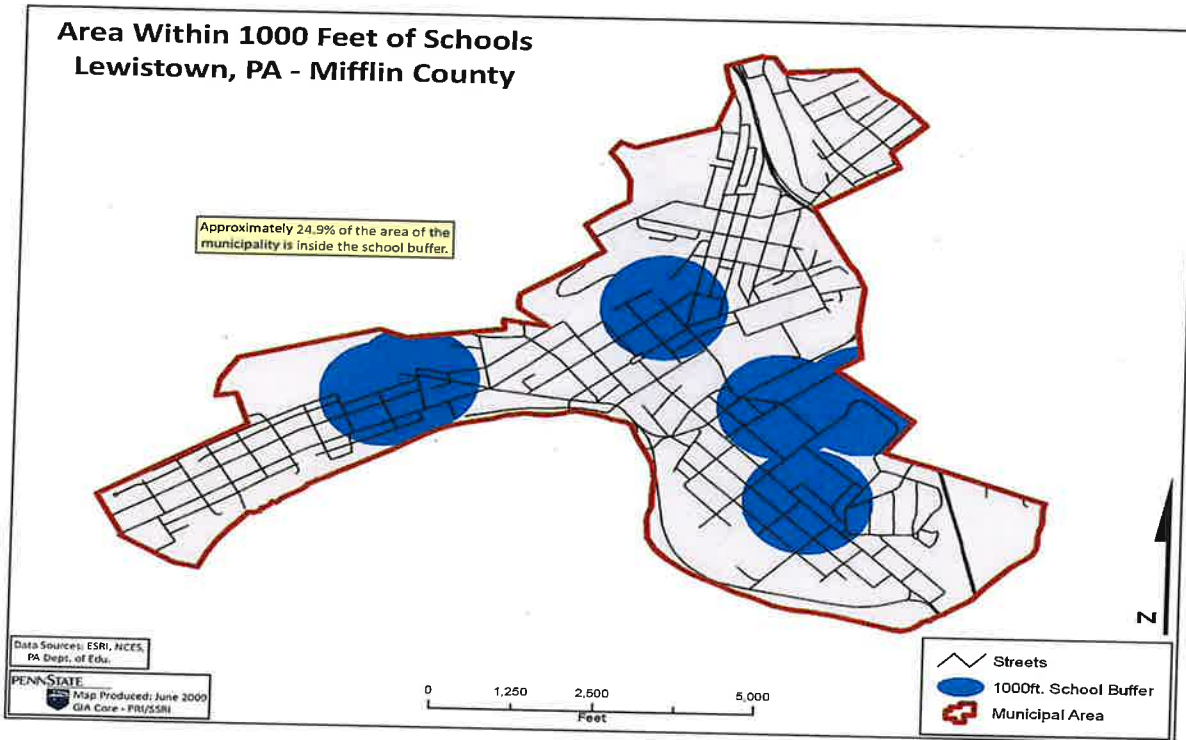 Area Within 1000 Feet of Schools
Lewistown, PA - Mifflin County
Approximately 24.9% of the area of the
municipality is inside the school buffer.
Data Sources: ESRI, NCES,
PA Dept. of Edu.
PENNSTATE
Map Produced: June 2009
GIA Core - PRI/SSRI
0 1,250 2,500 5,000
Feet
N
Streets
1000ft. School Buffer
Municipal Area